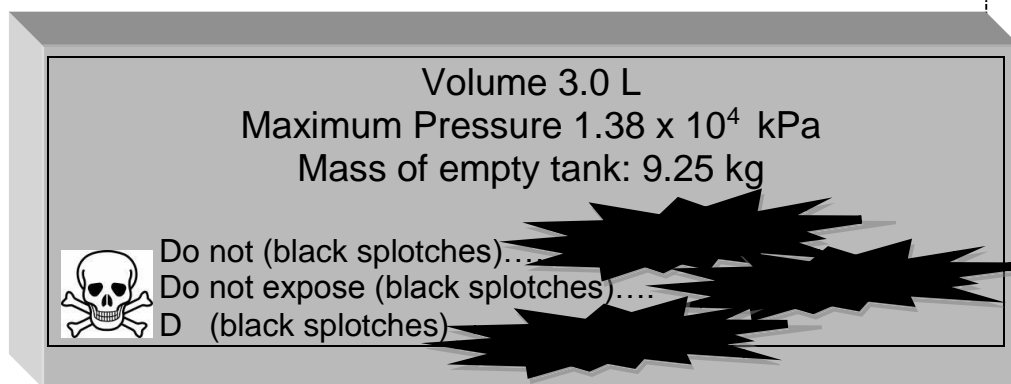 Volume 3.0 L
Maximum Pressure 1.38 x 10⁴ kPa
Mass of empty tank: 9.25 kg
Do not (black splotches)….
Do not expose (black splotches)….
D (black splotches)